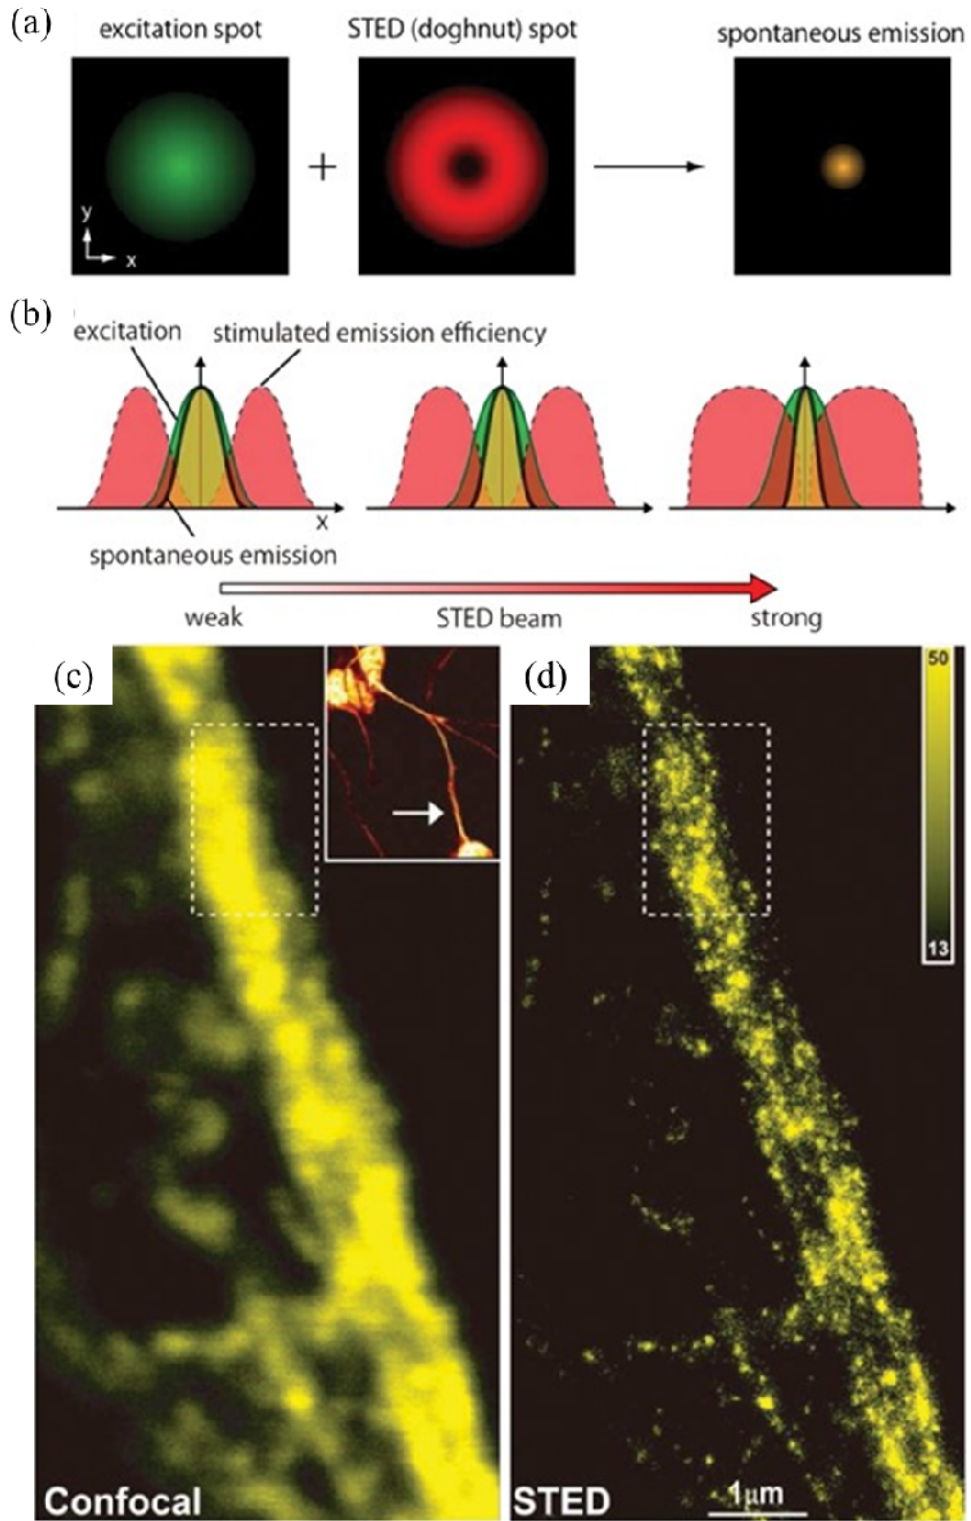 (a)
excitation spot
STED (doghnut) spot
spontaneous emission
+
y
x
(b)
excitation
stimulated emission efficiency
x
spontaneous emission
weak
STED beam
strong
(c)
(d)
50
13
Confocal
STED
1μm